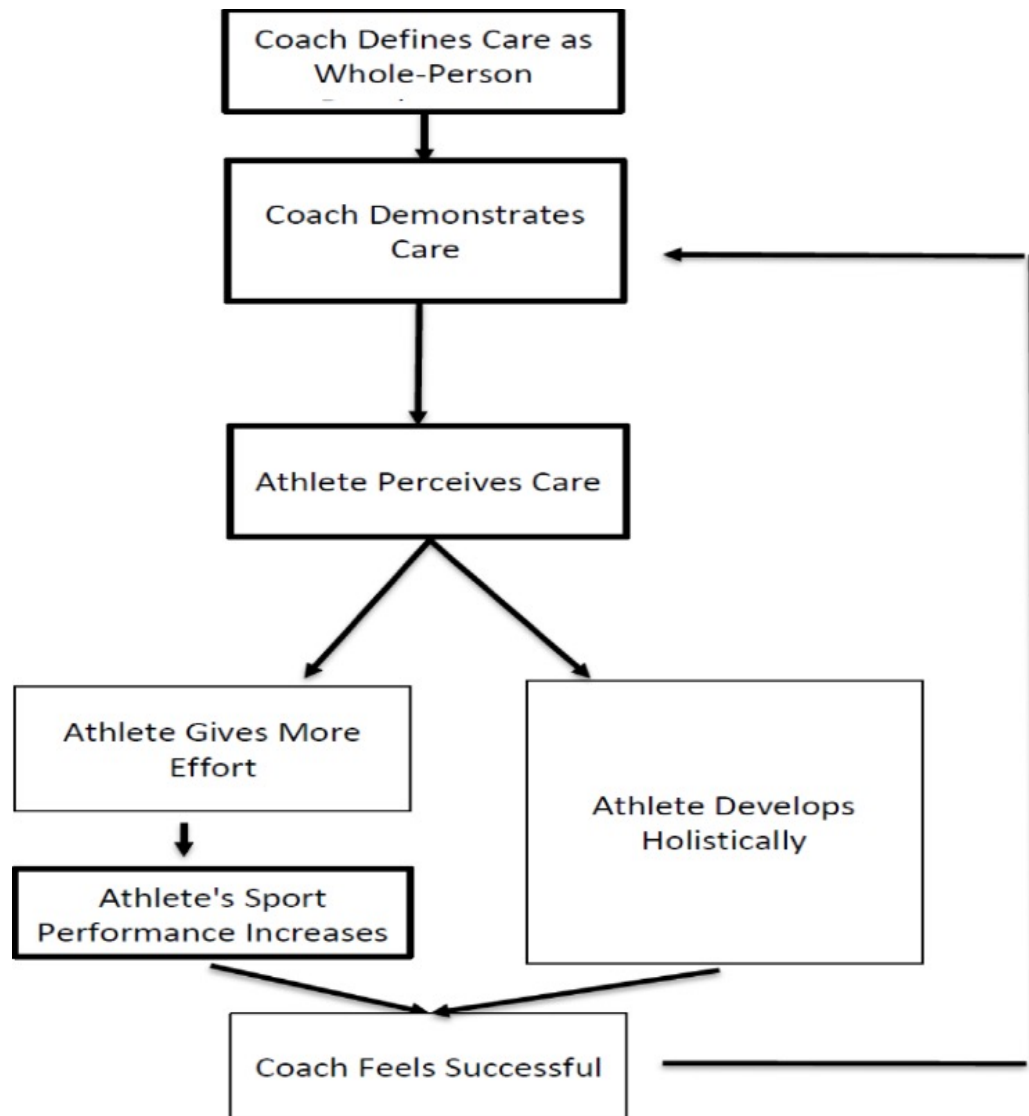 Coach Defines Care as
Whole-Person
Coach Demonstrates
Care
Athlete Perceives Care
Athlete Gives More
Effort
Athlete Develops
Holistically
Athlete's Sport
Performance Increases
Coach Feels Successful